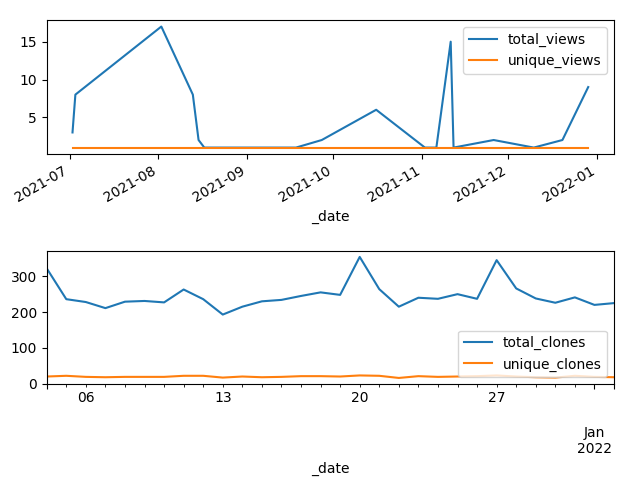 15
10
5
total_views
unique_views
2021-07
2021-08
2021-09
2021-10
2021-11
2021-12
2022-01
_date
300
200
100
0
total_clones
unique_clones
06
13
20
27
Jan
2022
_date